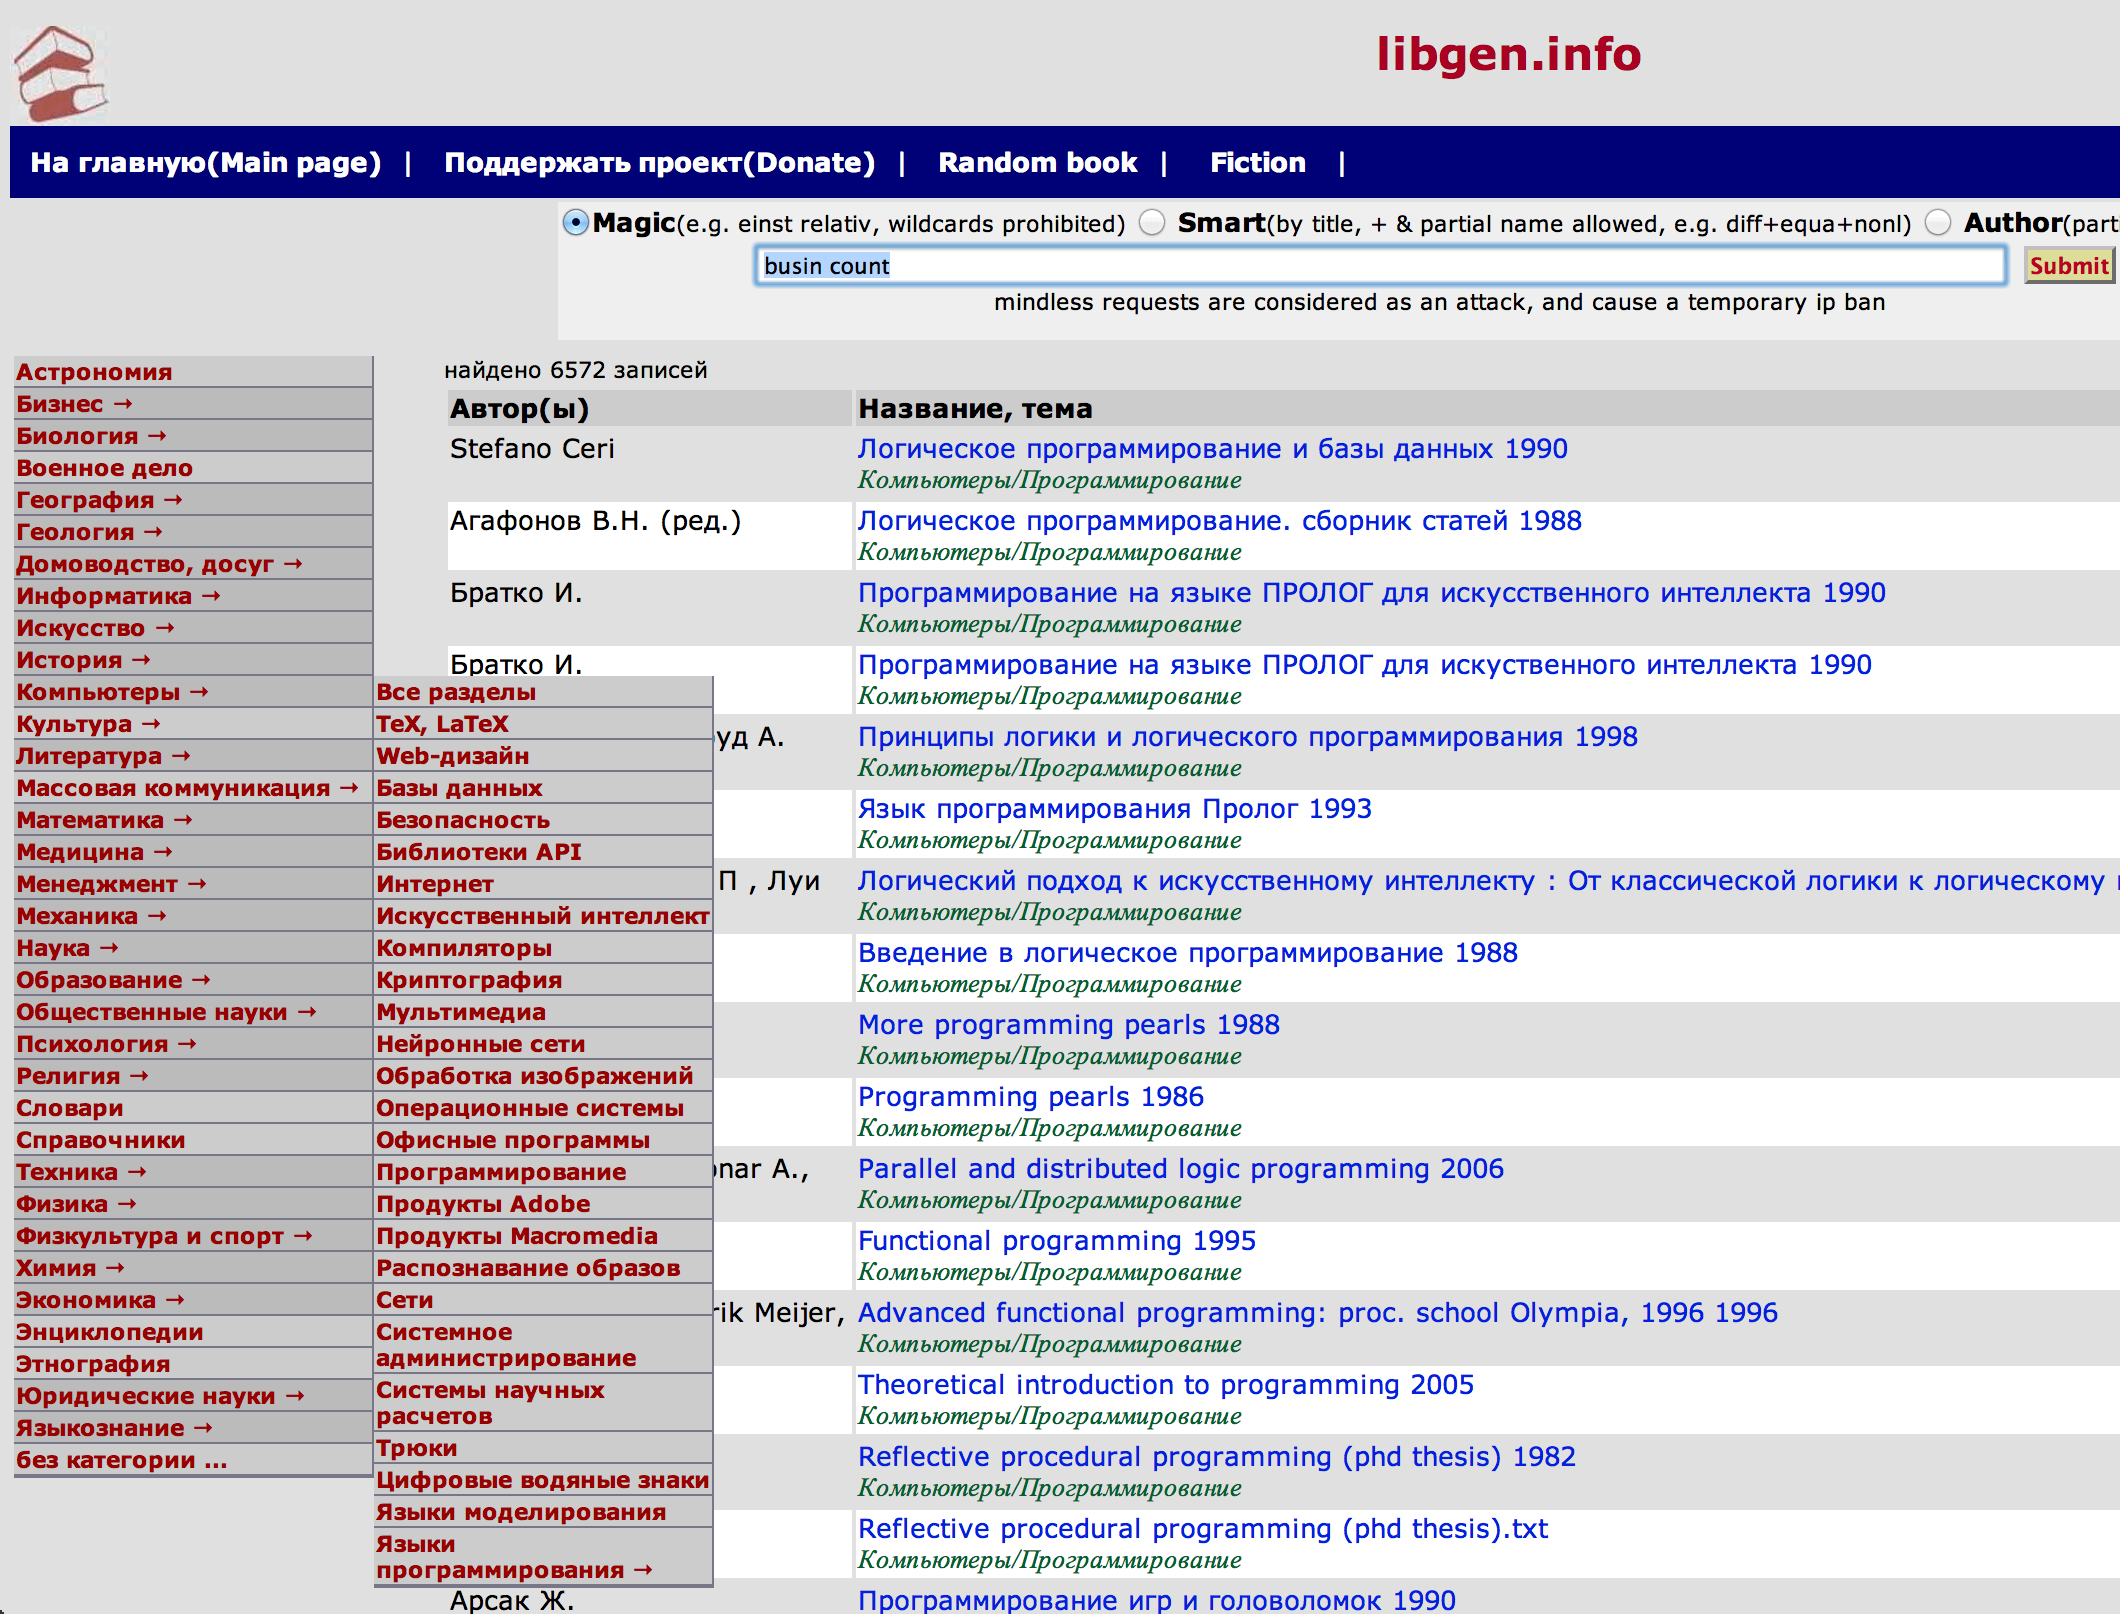 libgen.info
На главную(Main page) | Поддержать проект(Donate) | Random book | Fiction |
Magic(e.g. einst relativ, wildcards prohibited) Smart(by title, + & partial name allowed, e.g. diff+equa+nonl) Author(parti
busin count
Submit
mindless requests are considered as an attack, and cause a temporary ip ban
Астрономия
Бизнес →
Биология →
Военное дело
География →
Геология →
Домоводство, досуг →
Информатика →
Искусство →
История →
Компьютеры →
Культура →
Литература →
Массовая коммуникация →
Математика →
Медицина →
Менеджмент →
Механика →
Наука →
Образование →
Общественные науки →
Психология →
Религия →
Словари
Справочники
Техника →
Физика →
Физкультура и спорт →
Химия →
Экономика →
Энциклопедии
Этнография
Юридические науки →
Языкознание →
без категории ...
Все разделы
TeX, LaTeX
Web-дизайн
Базы данных
Безопасность
Библиотеки API
Интернет
Искусственный интеллект
Компиляторы
Криптография
Мультимедиа
Нейронные сети
Обработка изображений
Операционные системы
Офисные программы
Программирование
Продукты Adobe
Продукты Macromedia
Распознавание образов
Сети
Системное
администрирование
Системы научных
расчетов
Трюки
Цифровые водяные знаки
Языки моделирования
Языки
программирования →
найдено 6572 записей
Автор(ы) Название, тема
Stefano Ceri Логическое программирование и базы данных 1990
Компьютеры/Программирование
Агафонов В.Н. (ред.) Логическое программирование. сборник статей 1988
Компьютеры/Программирование
Братко И. Программирование на языке ПРОЛОГ для искусственного интеллекта 1990
Компьютеры/Программирование
Братко И. Программирование на языке ПРОЛОГ для искуственного интеллекта 1990
Компьютеры/Программирование
уд А. Принципы логики и логического программирования 1998
Компьютеры/Программирование
Язык программирования Пролог 1993
Компьютеры/Программирование
П , Луи Логический подход к искусственному интеллекту : От классической логики к логическому
Компьютеры/Программирование
Введение в логическое программирование 1988
Компьютеры/Программирование
More programming pearls 1988
Компьютеры/Программирование
Programming pearls 1986
Компьютеры/Программирование
nar A., Parallel and distributed logic programming 2006
Компьютеры/Программирование
Functional programming 1995
Компьютеры/Программирование
rik Meijer, Advanced functional programming: proc. school Olympia, 1996 1996
Компьютеры/Программирование
Theoretical introduction to programming 2005
Компьютеры/Программирование
Reflective procedural programming (phd thesis) 1982
Компьютеры/Программирование
Reflective procedural programming (phd thesis).txt
Компьютеры/Программирование
Арсак Ж. Программирование игр и головоломок 1990